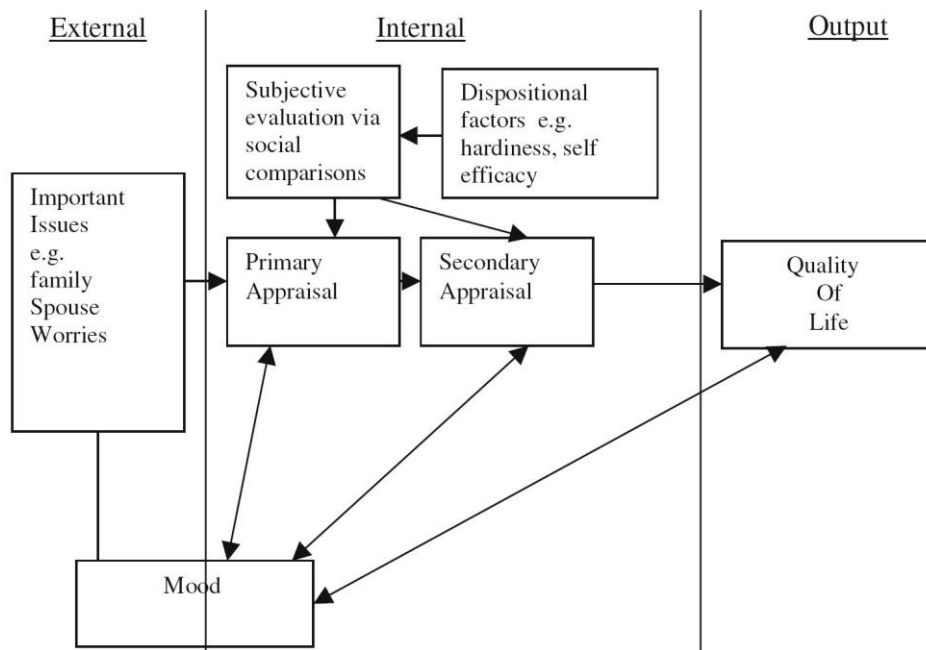 External
Internal
Output
Subjective
evaluation via
social
comparisons
Dispositional
factors e.g.
hardiness, self
efficacy
Important
Issues
e.g.
family
Spouse
Worries
Primary
Appraisal
Secondary
Appraisal
Quality
Of
Life
Mood